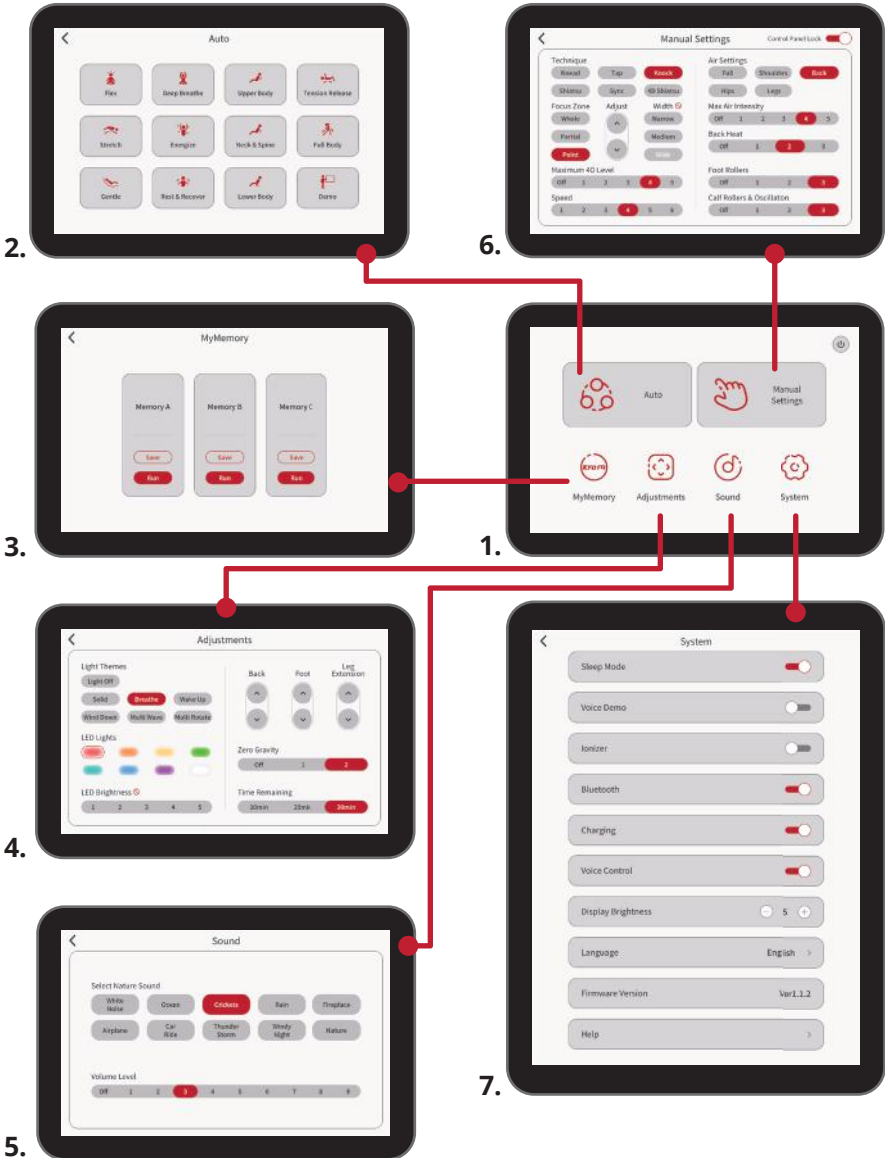 Auto
Flex
Deep Breathe
Upper Body
Tension Release
Stretch
Energize
Neck & Spine
Full Body
Gentle
Rest & Recover
Lower Body
Demo
2.
Manual Settings
Control Panel Lock
Technique
Knead Tap Knock
Shiatsu Sync 4D Shiatsu
Focus Zone Adjust Width
Whole Narrow
Partial Medium
Point Wide
Maximum 4D Level
Off 1 2 3 4 5
Speed
1 2 3 4 5 6
Air Settings
Full Shoulder Back
Hips Legs
Max Air Intensity
Off 1 2 3 4 5
Back Heat
Off 1 2 3
Foot Rollers
Off 1 2 3
Calf Rollers & Oscillation
Off 1 2 3
6.
MyMemory
Memory A Memory B Memory C
Save Save Save
Run Run Run
3.
Auto
Manual
Settings
MyMemory Adjustments Sound System
1.
Adjustments
Light Themes
Light Off
Solid Breathe Wake Up
Wind Down Multi Wave Multi Rotate
LED Lights
LED Brightness
1 2 3 4 5
Back Foot Leg
Extension
Zero Gravity
Off 1 2
Time Remaining
10min 20min 30min
4.
Sound
Select Nature Sound
White
Noise
Ocean
Crickets
Rain
Fireplace
Airplane
Car
Ride
Thunder
Storm
Windy
Night
Nature
Volume Level
Off 1 2 3 4 5 6 7 8 9
5.
System
Sleep Mode
Voice Demo
Ionizer
Bluetooth
Charging
Voice Control
Display Brightness - 5 +
Language English >
Firmware Version Ver1.1.2
Help >
7.